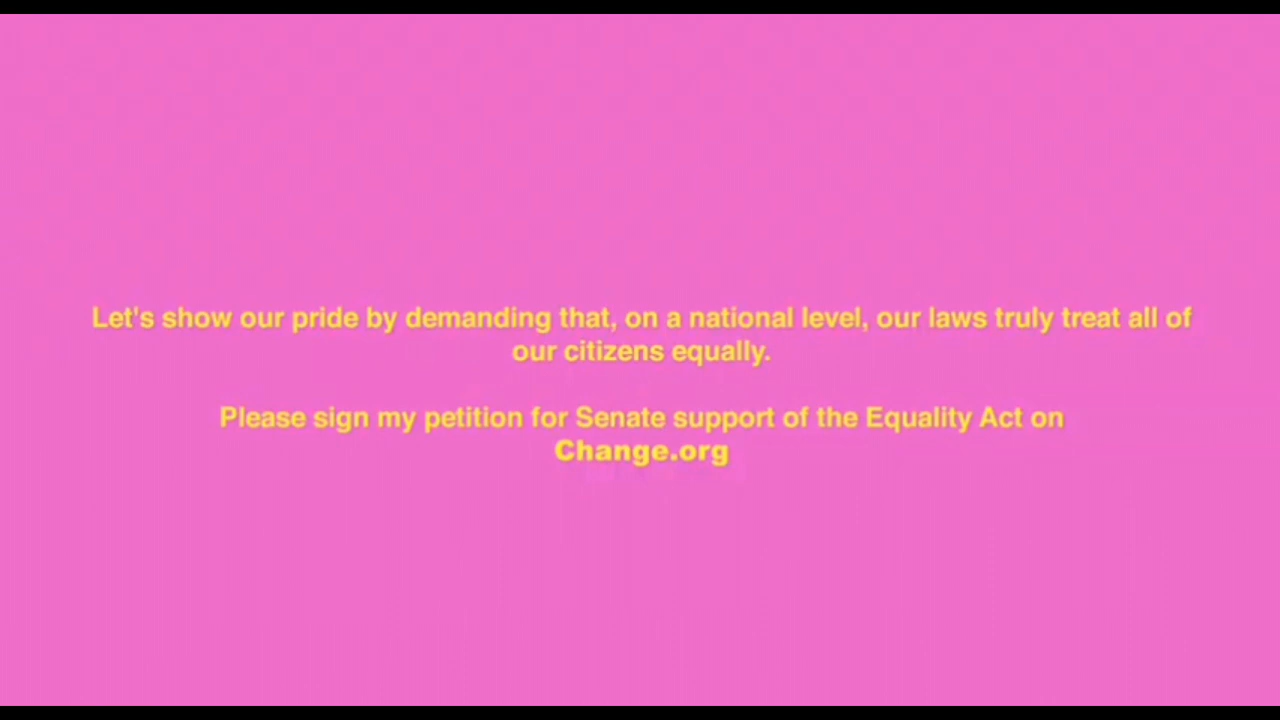 Let's show our pride by demanding that, on a national level, our laws truly treat all of
our citizens equally.
Please sign my petition for Senate support of the Equality Act on
Change.org